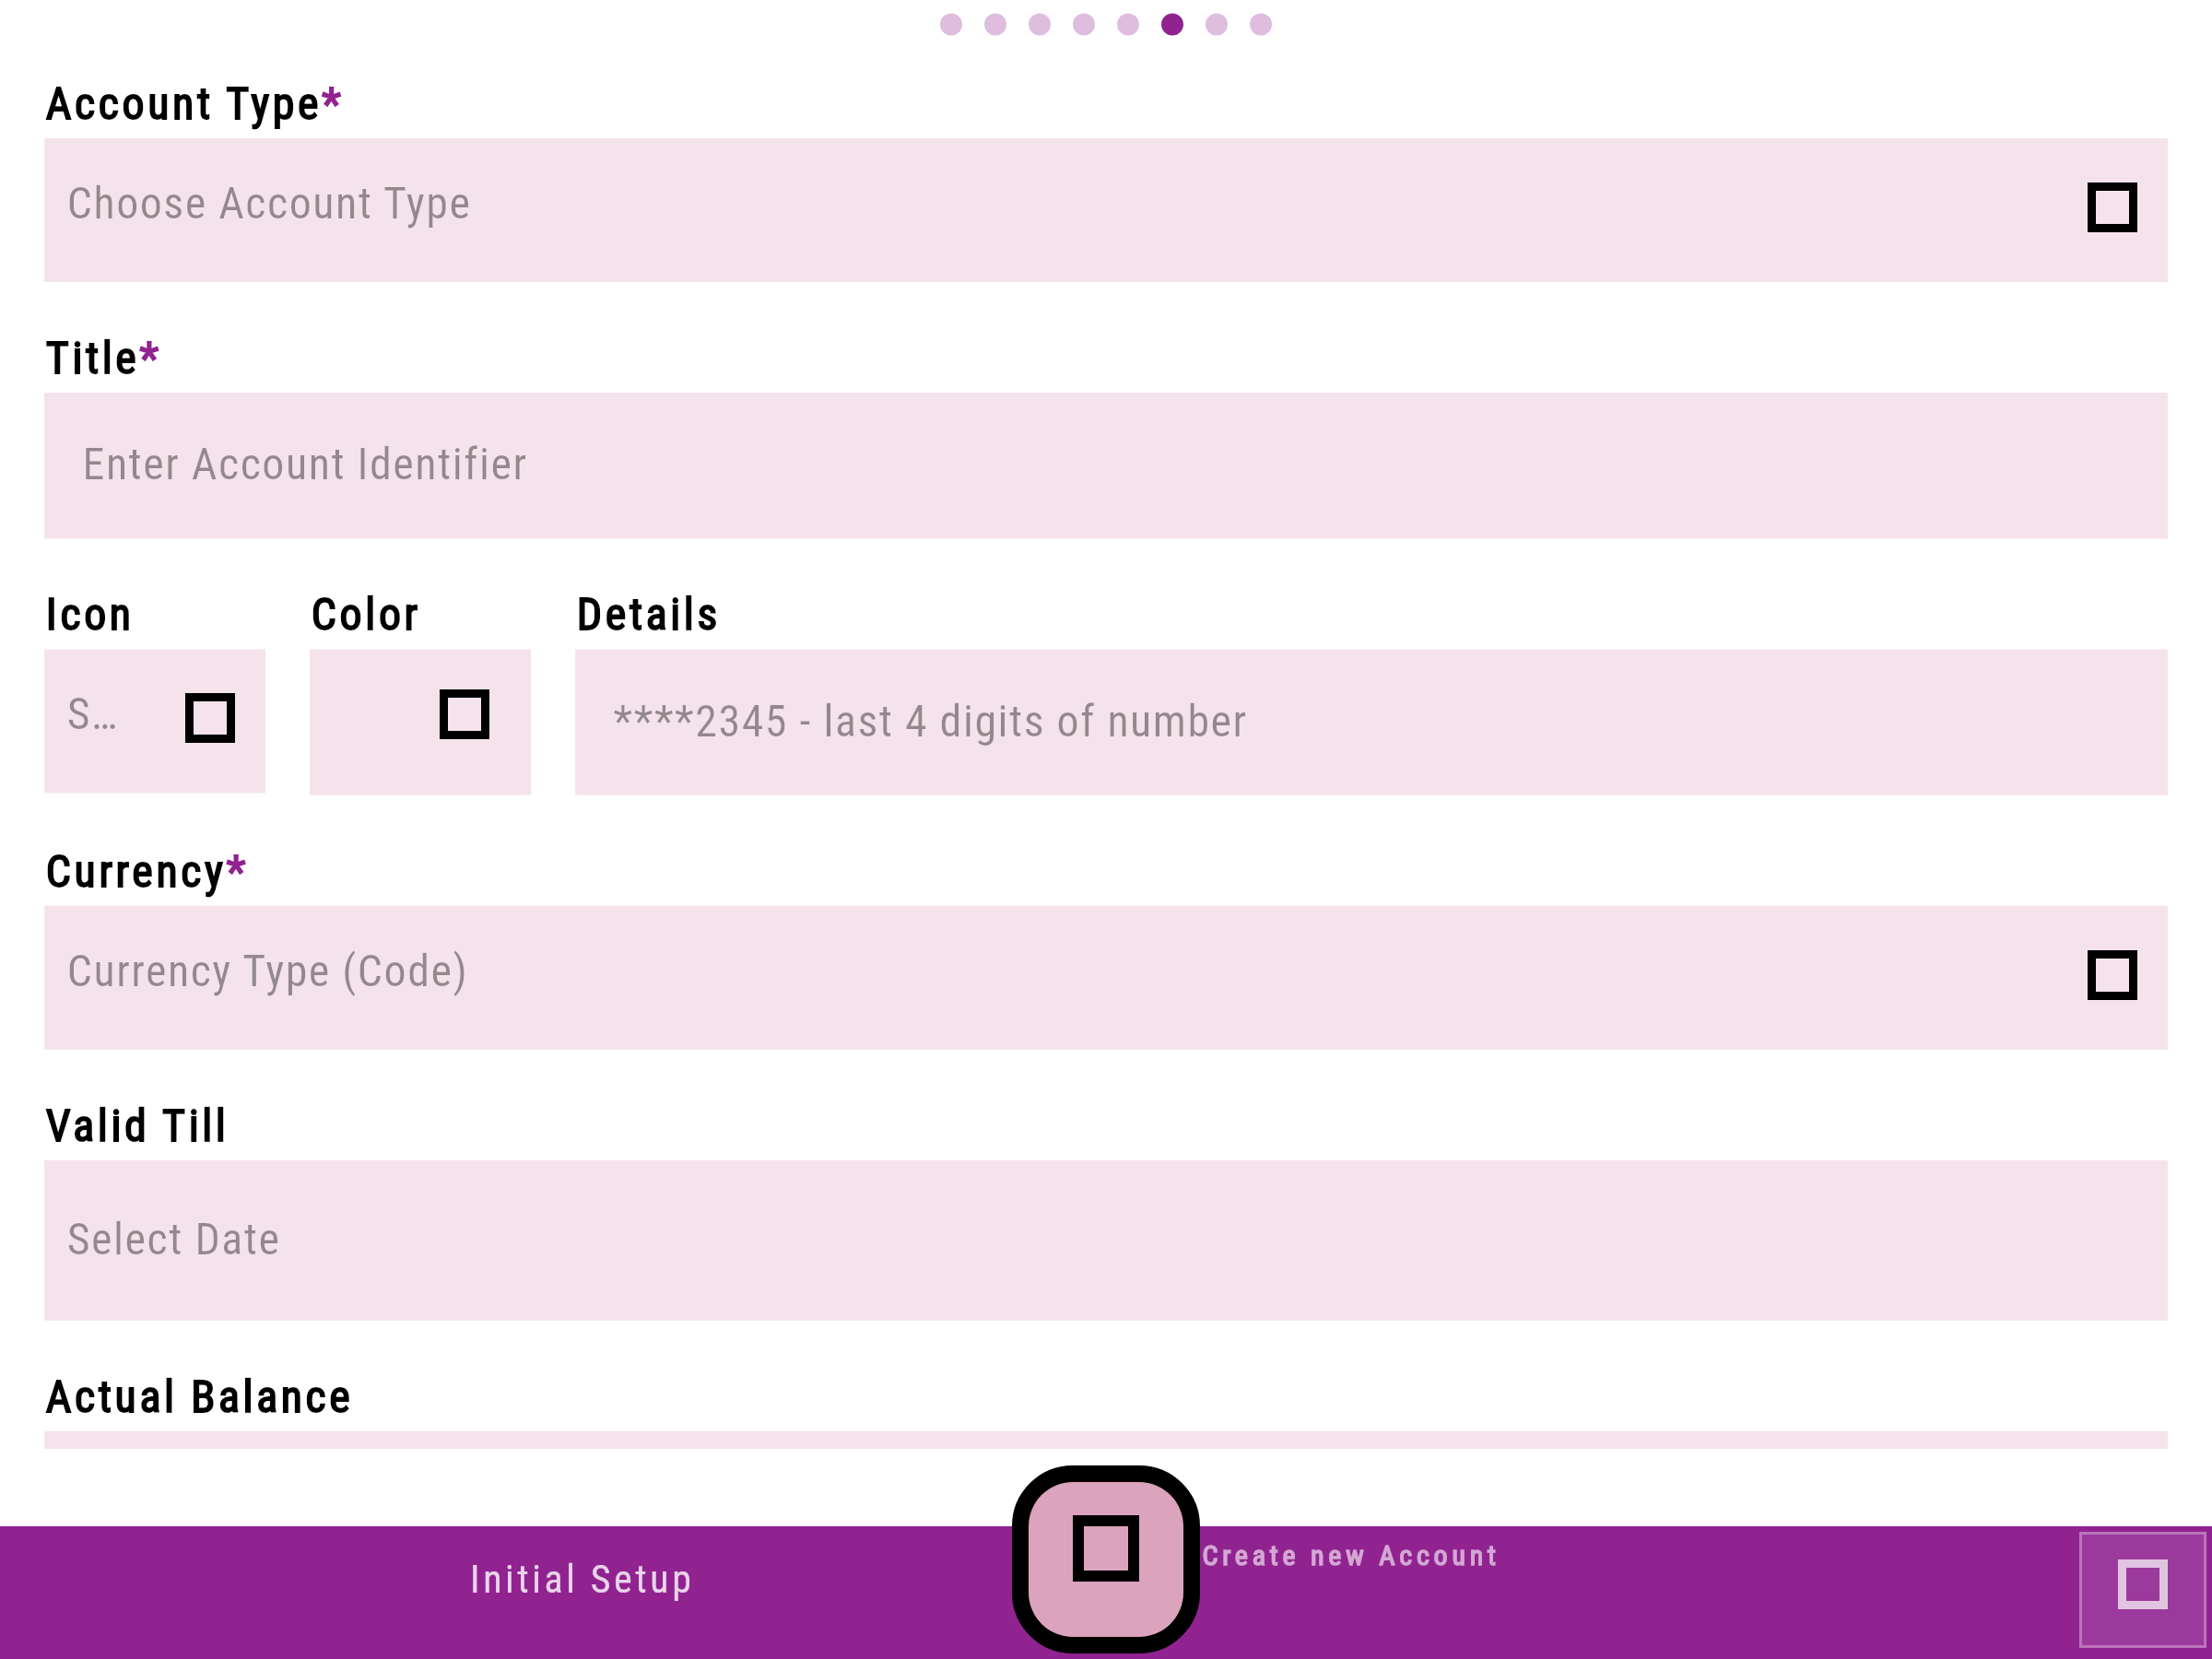 Account Type*
Choose Account Type
Title*
Enter Account Identifier
Icon Color Details
S… ****2345 - last 4 digits of number
Currency*
Currency Type (Code)
Valid Till
Select Date
Actual Balance
Initial Setup
Create new Account